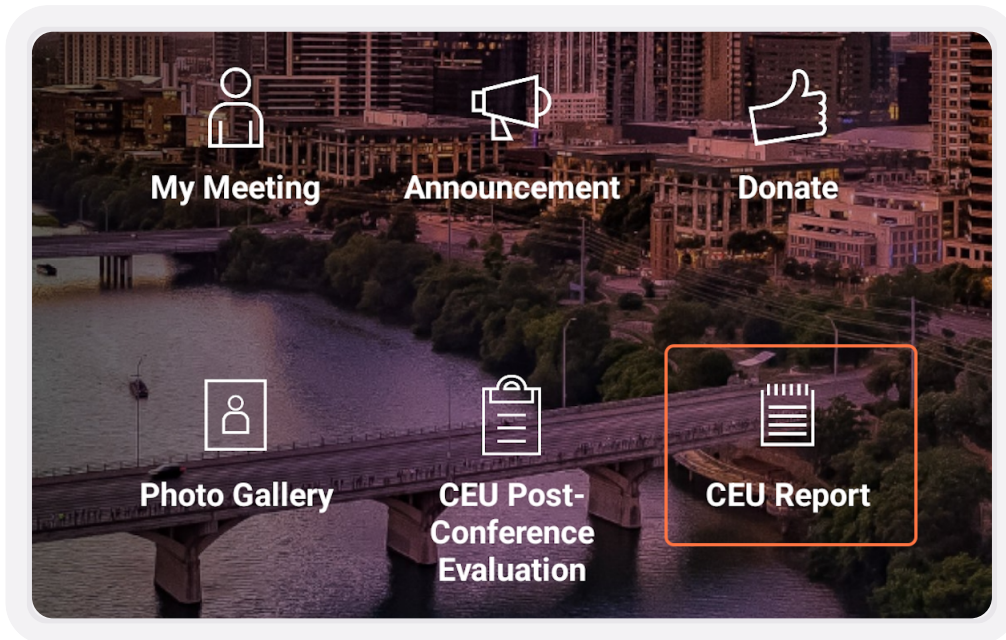 My Meeting
Announcement
Donate
Photo Gallery
CEU Post-
Conference
Evaluation
CEU Report